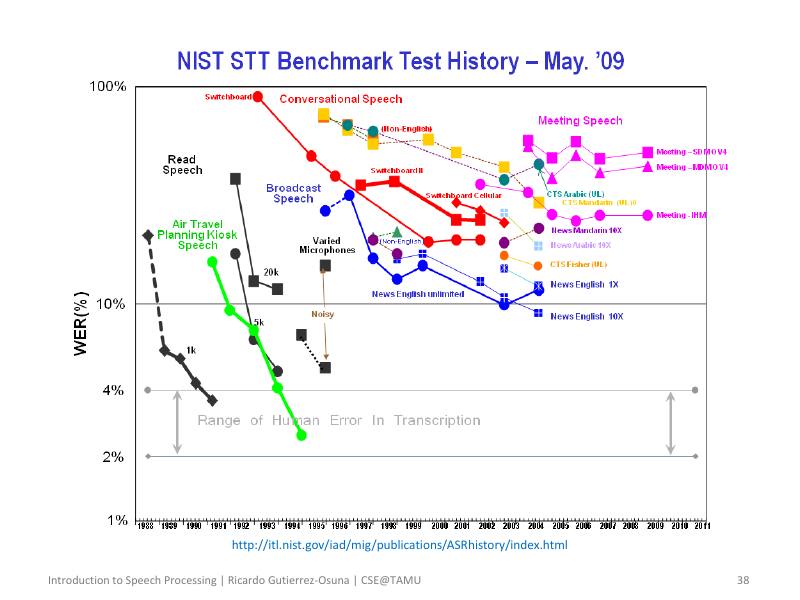 NIST STT Benchmark Test History – May. '09
100%
Switchboard
Conversational Speech
Meeting Speech
(Non-English)
Meeting – SDM OV4
Read
Speech
Meeting – MDM OV4
Switchboard II
Broadcast
Speech
Switchboard Cellular
CTS Arabic (UL)
CTS Mandarin (UL)0
Meeting - IHM
Air Travel
Planning Kiosk
Speech
News Mandarin 10X
Varied
Microphones
(Non-English)
News Arabic 10X
20k
CTS Fisher (UL)
News English 1X
News English unlimited
10%
Noisy
News English 10X
5k
WER(%)
1k
4%
Range of Human Error In Transcription
2%
1%
1988 1989 1990 1991 1992 1993 1994 1995 1996 1997 1998 1999 2000 2001 2002 2003 2004 2005 2006 2007 2008 2009 2010 2011
http://itl.nist.gov/iad/mig/publications/ASRhistory/index.html
Introduction to Speech Processing | Ricardo Gutierrez-Osuna | CSE@TAMU
38